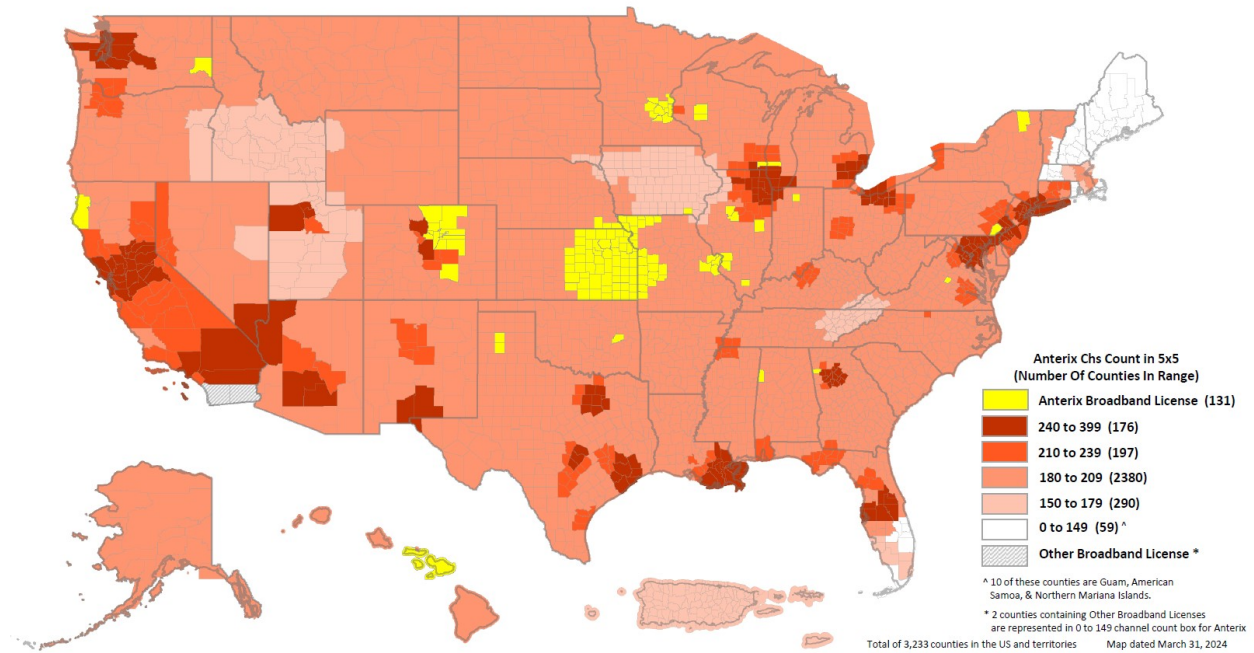 Anterix Chs Count in 5x5
(Number Of Counties In Range)
Anterix Broadband License (131)
240 to 399 (176)
210 to 239 (197)
180 to 209 (2380)
150 to 179 (290)
0 to 149 (59) ^
Other Broadband License *
^ 10 of these counties are Guam, American
Samoa, & Northern Mariana Islands.
* 2 counties containing Other Broadband Licenses
are represented in 0 to 149 channel count box for Anterix
Total of 3,233 counties in the US and territories Map dated March 31, 2024